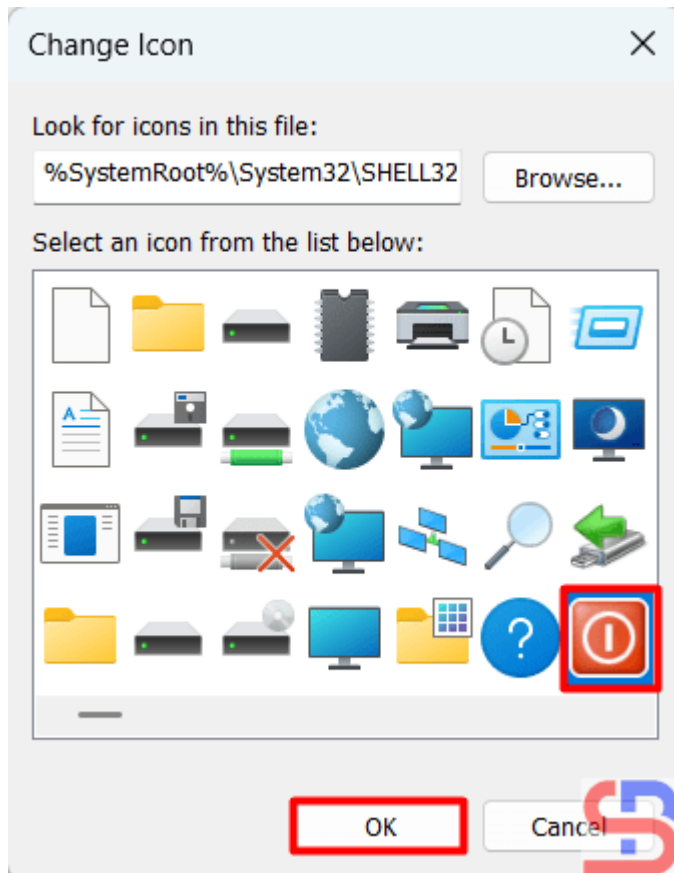 Change Icon
Look for icons in this file:
%SystemRoot%\System32\SHELL32
Browse...
Select an icon from the list below:
A
?
OK
Cancel